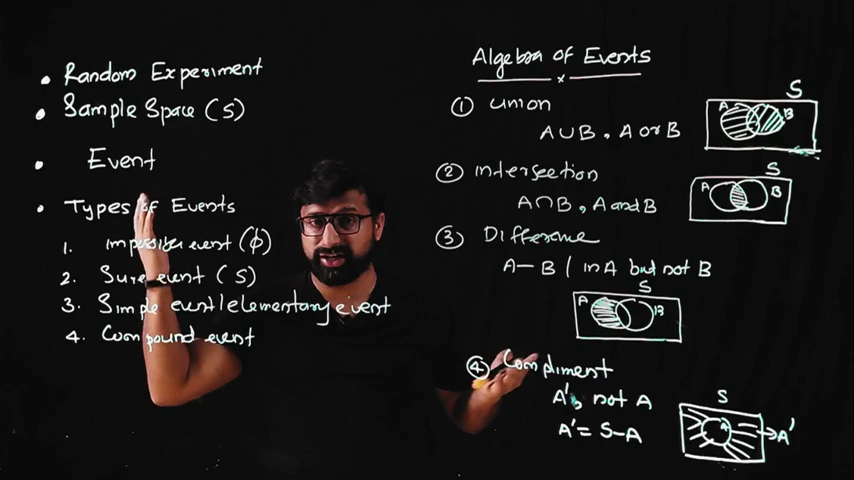 • Random Experiment
• Sample Space (S)
• Event
• Types of Events
1. Impossible event (ϕ)
2. Sure event (S)
3. Simple event/elementary event
4. Compound event
Algebra of Events
① Union
A∪B, A or B
S
A B
② Intersection
A∩B, A and B
S
A B
③ Difference
A-B / in A but not B
S
A B
④ Compliment
A', not A
A' = S-A
S
A
A'